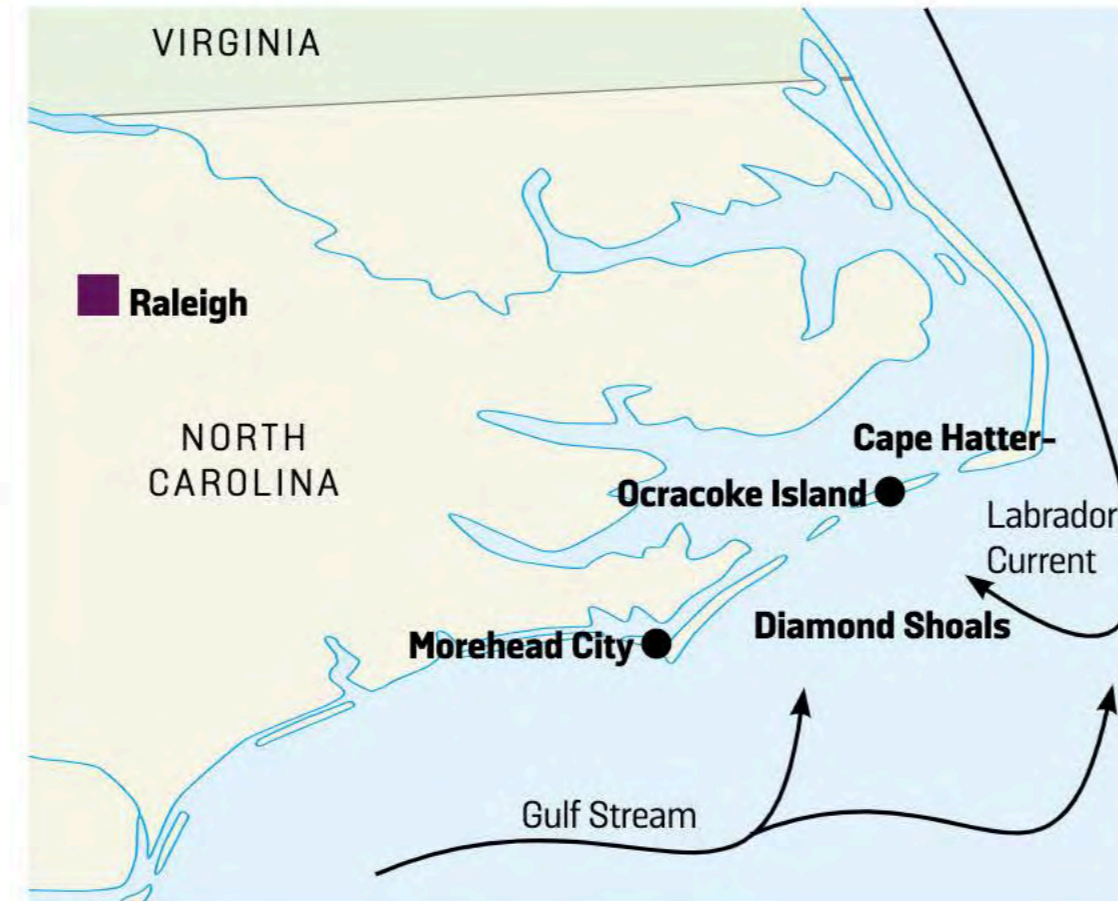 VIRGINIA
Raleigh
NORTH
CAROLINA
Cape Hatter-
Ocracoke Island
Labrador
Current
Diamond Shoals
Morehead City
Gulf Stream